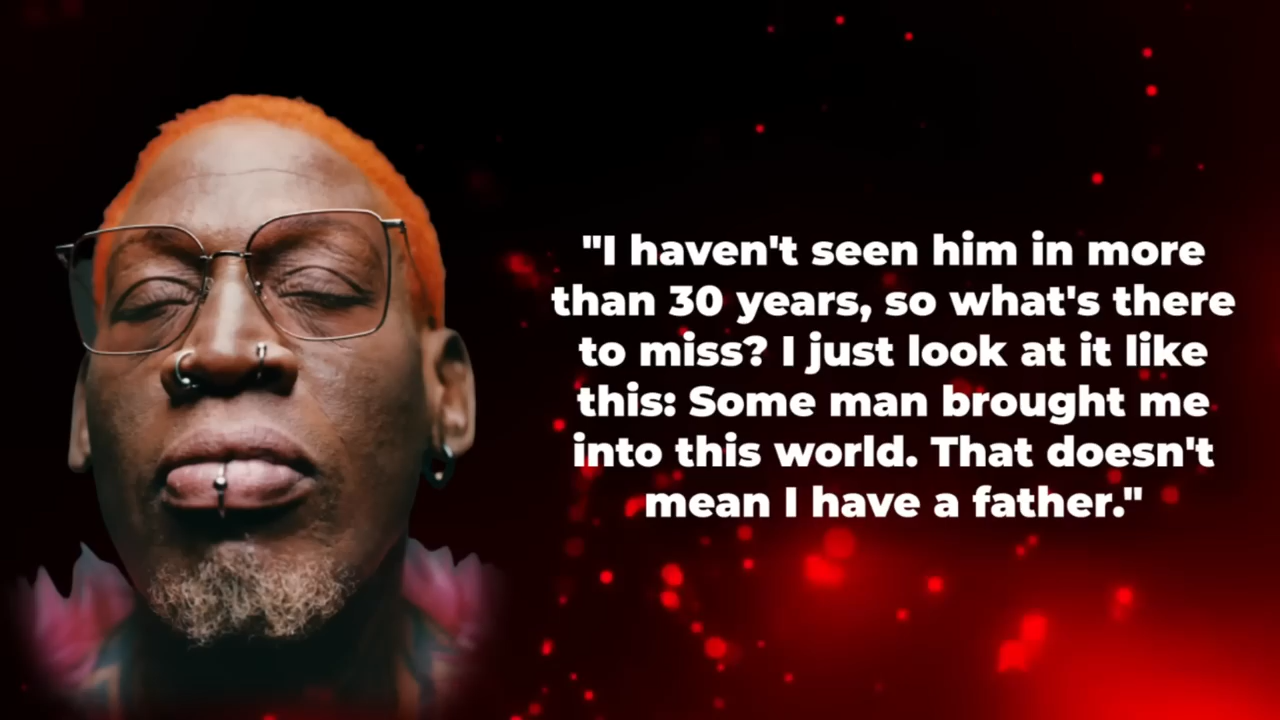 "I haven't seen him in more
than 30 years, so what's there
to miss? I just look at it like
this: Some man brought me
into this world. That doesn't
mean I have a father."